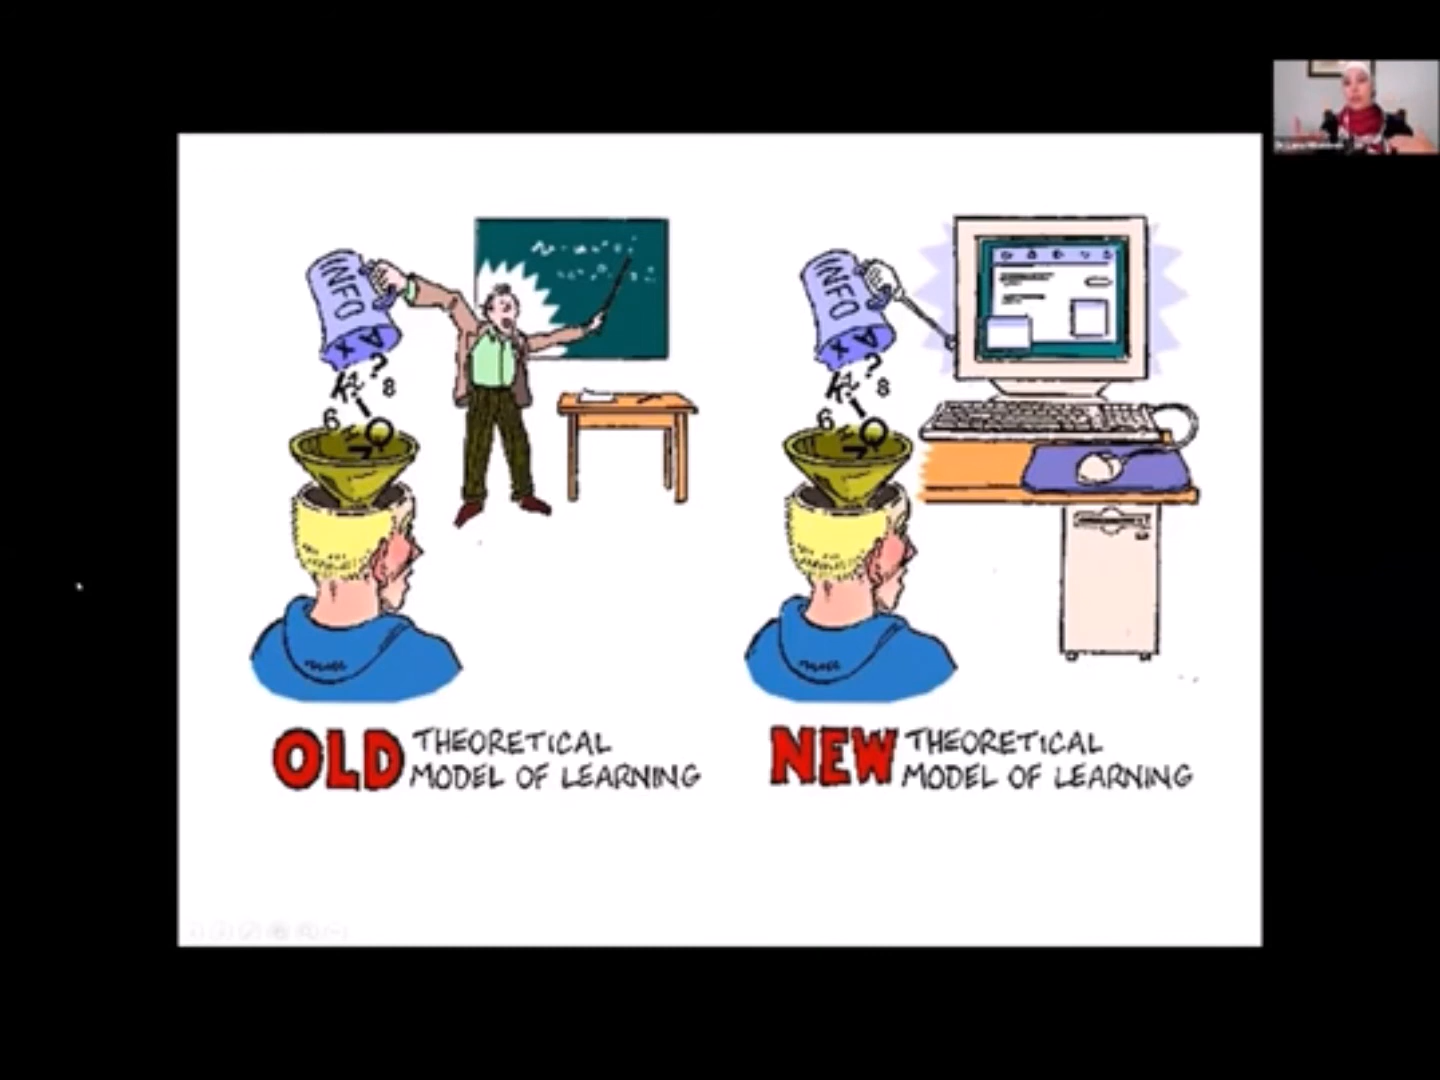 INFO
INFO
OLD THEORETICAL
MODEL OF LEARNING
NEW THEORETICAL
MODEL OF LEARNING